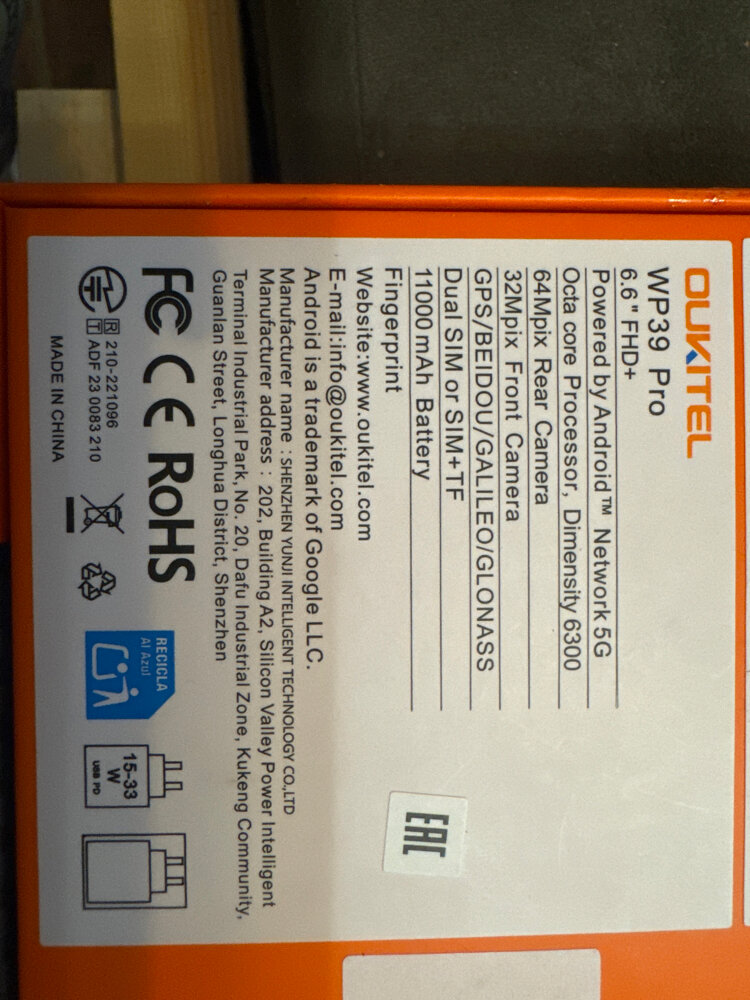 OUKITEL
WP39 Pro
6.6" FHD+
Powered by Android™ Network 5G
Octa core Processor, Dimensity 6300
64Mpix Rear Camera
32Mpix Front Camera
GPS/BEIDOU/GALILEO/GLONASS
Dual SIM or SIM+TF
11000 mAh Battery
Fingerprint
Website:www.oukitel.com
E-mail:info@oukitel.com
Android is a trademark of Google LLC.
Manufacturer name : SHENZHEN YUNJI INTELLIGENT TECHNOLOGY CO.,LTD
Manufacturer address : 202, Building A2, Silicon Valley Power Intelligent
Terminal Industrial Park, No. 20, Dafu Industrial Zone, Kukeng Community,
Guanlan Street, Longhua District, Shenzhen
EAC
FC CE RoHS
R 210-221096
T ADF 23 0083 210
RECICLA
Al Azul
15-33
W
USB PD
MADE IN CHINA